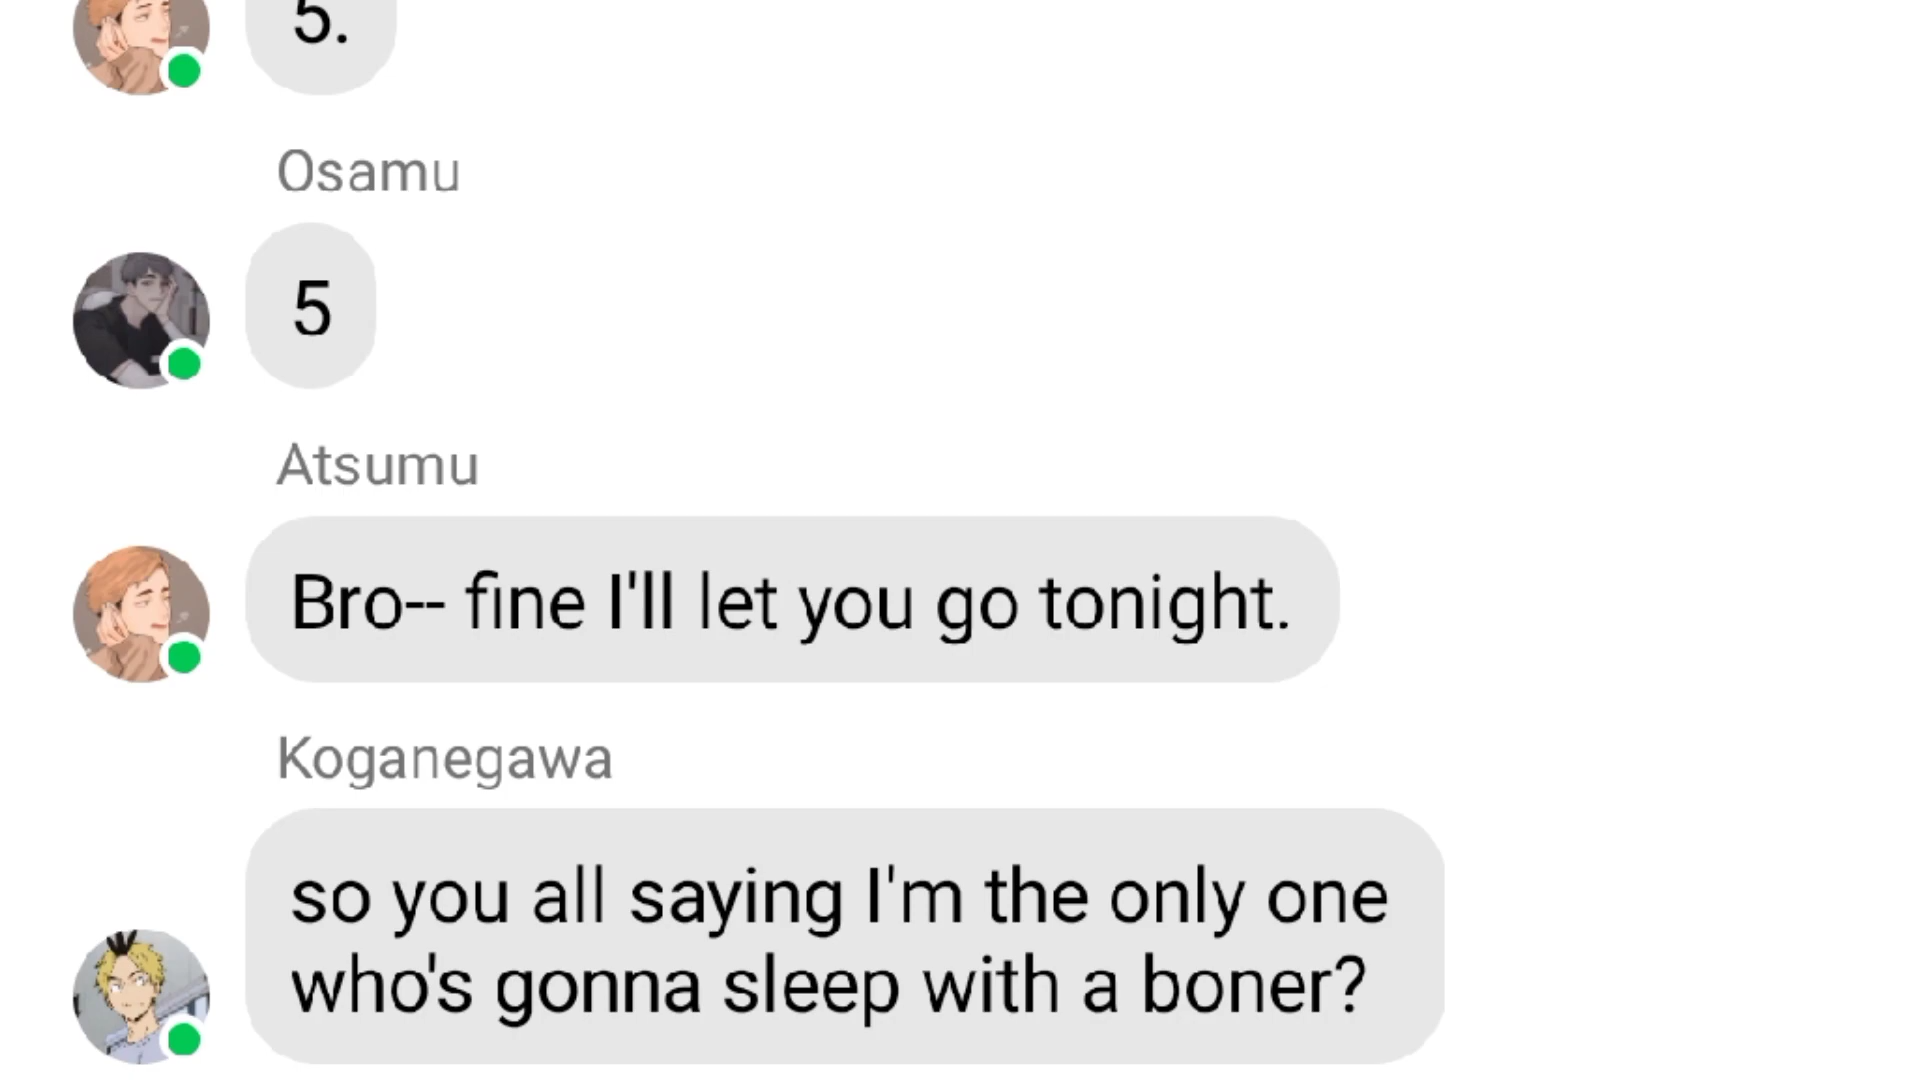 5.
Osamu
5
Atsumu
Bro-- fine I'll let you go tonight.
Koganegawa
so you all saying I'm the only one
who's gonna sleep with a boner?